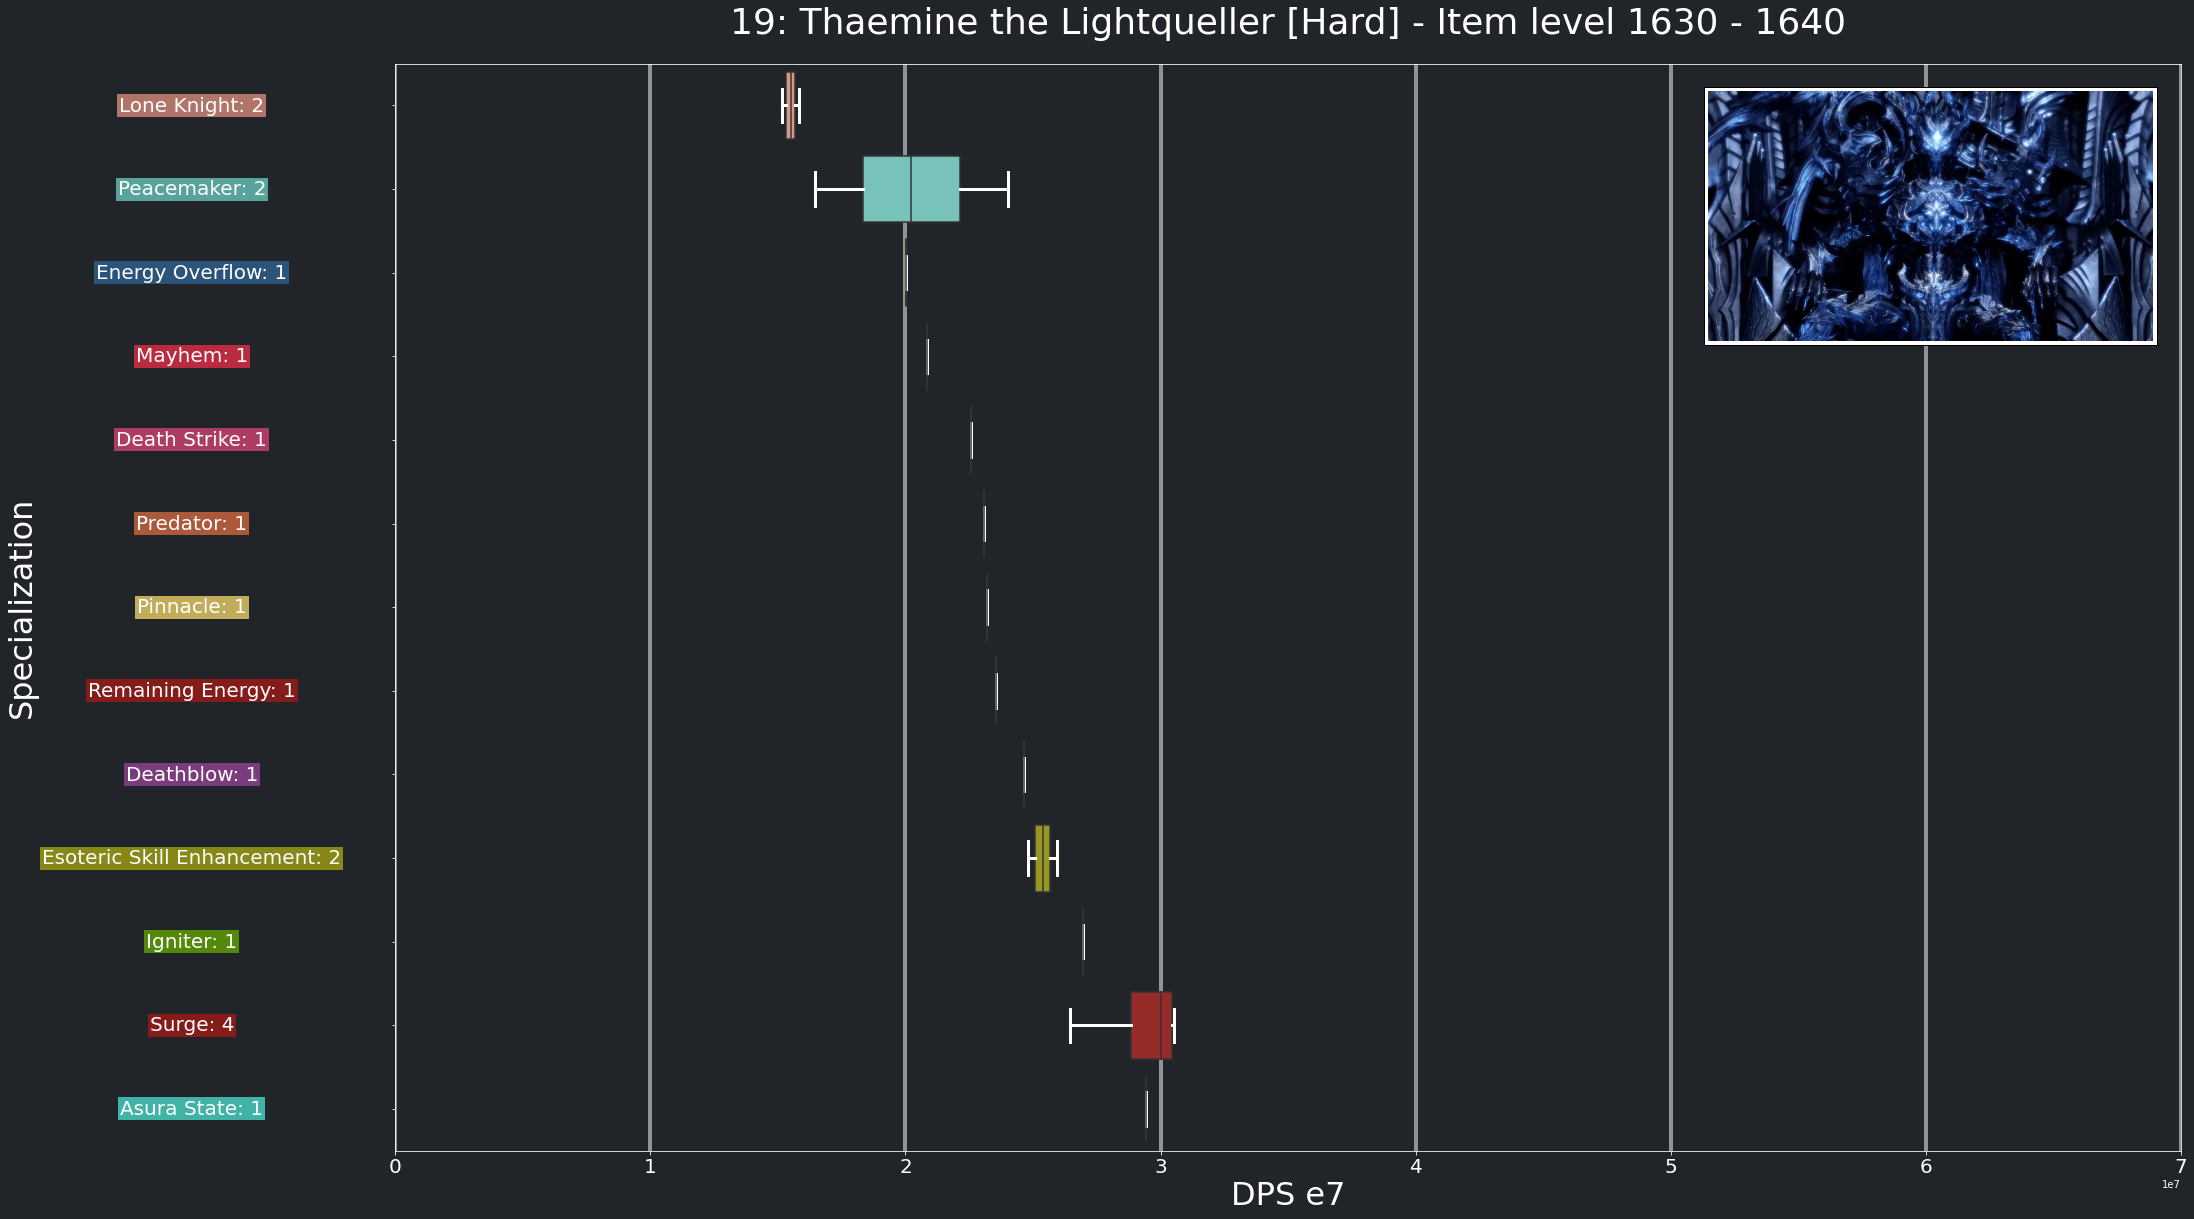 19: Thaemine the Lightqueller [Hard] - Item level 1630 - 1640
Specialization
Lone Knight: 2
Peacemaker: 2
Energy Overflow: 1
Mayhem: 1
Death Strike: 1
Predator: 1
Pinnacle: 1
Remaining Energy: 1
Deathblow: 1
Esoteric Skill Enhancement: 2
Igniter: 1
Surge: 4
Asura State: 1
0 1 2 3 4 5 6 7
1e7
DPS e7